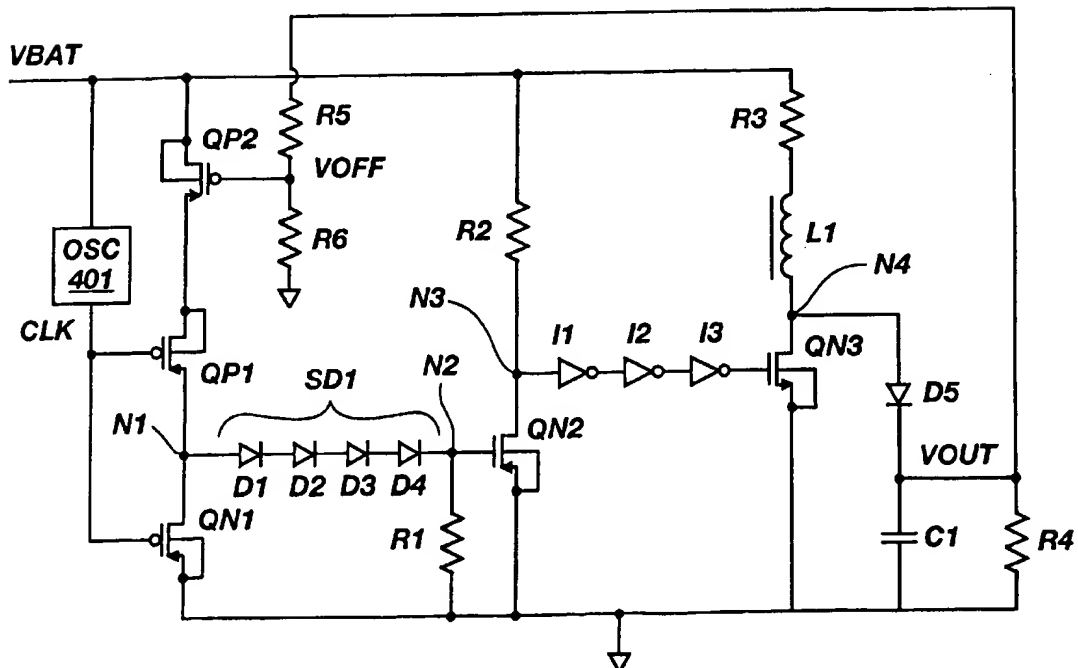 VBAT
QP2
R5
VOFF
R6
R3
R2
L1
OSC
401
N4
N3
CLK
I1
I2
I3
QN3
QP1
SD1
N2
D5
N1
QN2
VOUT
D1
D2
D3
D4
QN1
R1
C1
R4